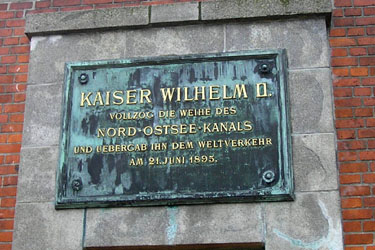 KAISER WILHELM II.
VOLLZOG DIE WEIHE DES
NORD-OSTSEE-KANALS
UND UEBERGAB IHN DEM WELTVERKEHR
AM 21. JUNI 1895.